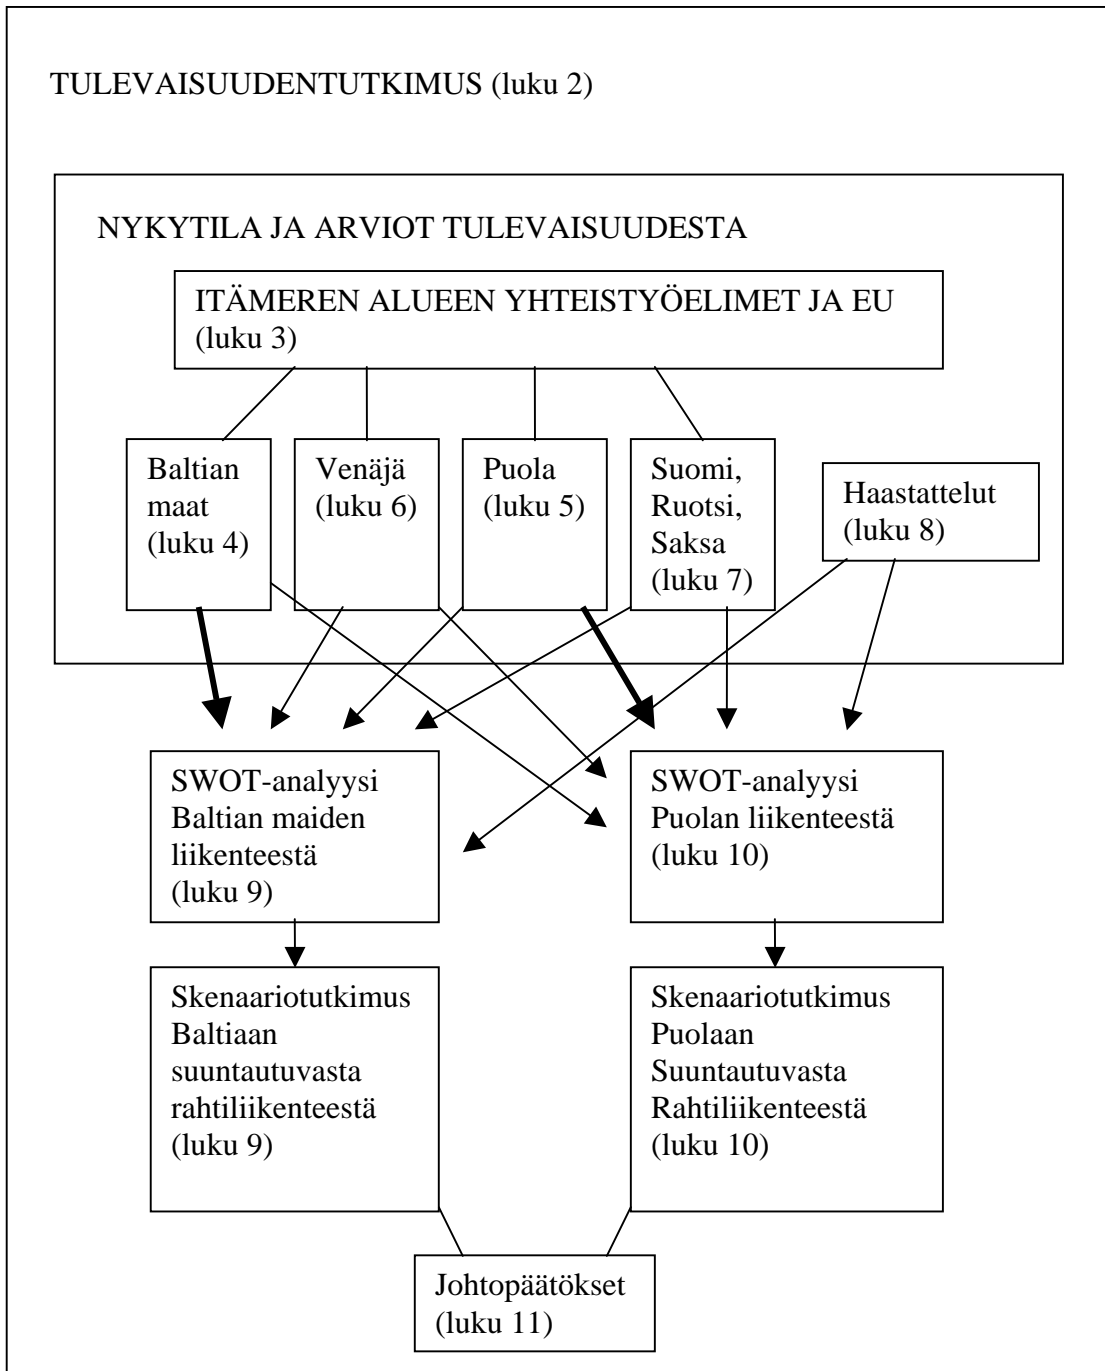 TULEVAISUUDENTUTKIMUS (luku 2)
NYKYTILA JA ARVIOT TULEVAISUUDESTA
ITÄMEREN ALUEEN YHTEISTYÖELIMET JA EU
(luku 3)
Baltian
maat
(luku 4)
Venäjä
(luku 6)
Puola
(luku 5)
Suomi,
Ruotsi,
Saksa
(luku 7)
Haastattelut
(luku 8)
SWOT-analyysi
Baltian maiden
liikenteestä
(luku 9)
SWOT-analyysi
Puolan liikenteestä
(luku 10)
Skenaariotutkimus
Baltiaan
suuntautuvasta
rahtiliikenteestä
(luku 9)
Skenaariotutkimus
Puolaan
Suuntautuvasta
Rahtiliikenteestä
(luku 10)
Johtopäätökset
(luku 11)